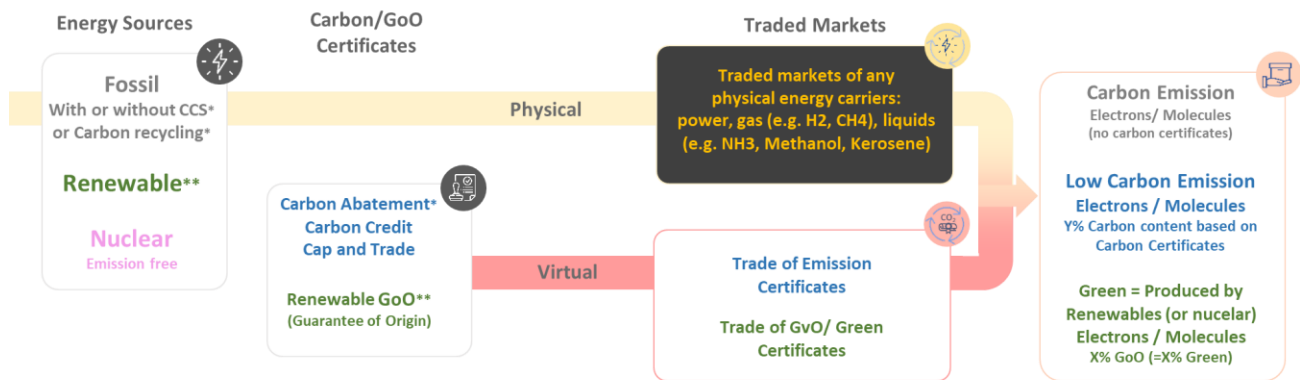 Energy Sources
Carbon/GoO
Certificates
Traded Markets
Fossil
With or without CCS*
or Carbon recycling*
Renewable**
Nuclear
Emission free
Carbon Abatement*
Carbon Credit
Cap and Trade
Renewable GoO**
(Guarantee of Origin)
Physical
Virtual
Traded markets of any
physical energy carriers:
power, gas (e.g. H2, CH4), liquids
(e.g. NH3, Methanol, Kerosene)
CO2
Trade of Emission
Certificates
Trade of GvO/ Green
Certificates
Carbon Emission
Electrons/ Molecules
(no carbon certificates)
Low Carbon Emission
Electrons / Molecules
Y% Carbon content based on
Carbon Certificates
Green = Produced by
Renewables (or nucelar)
Electrons / Molecules
X% GoO (=X% Green)